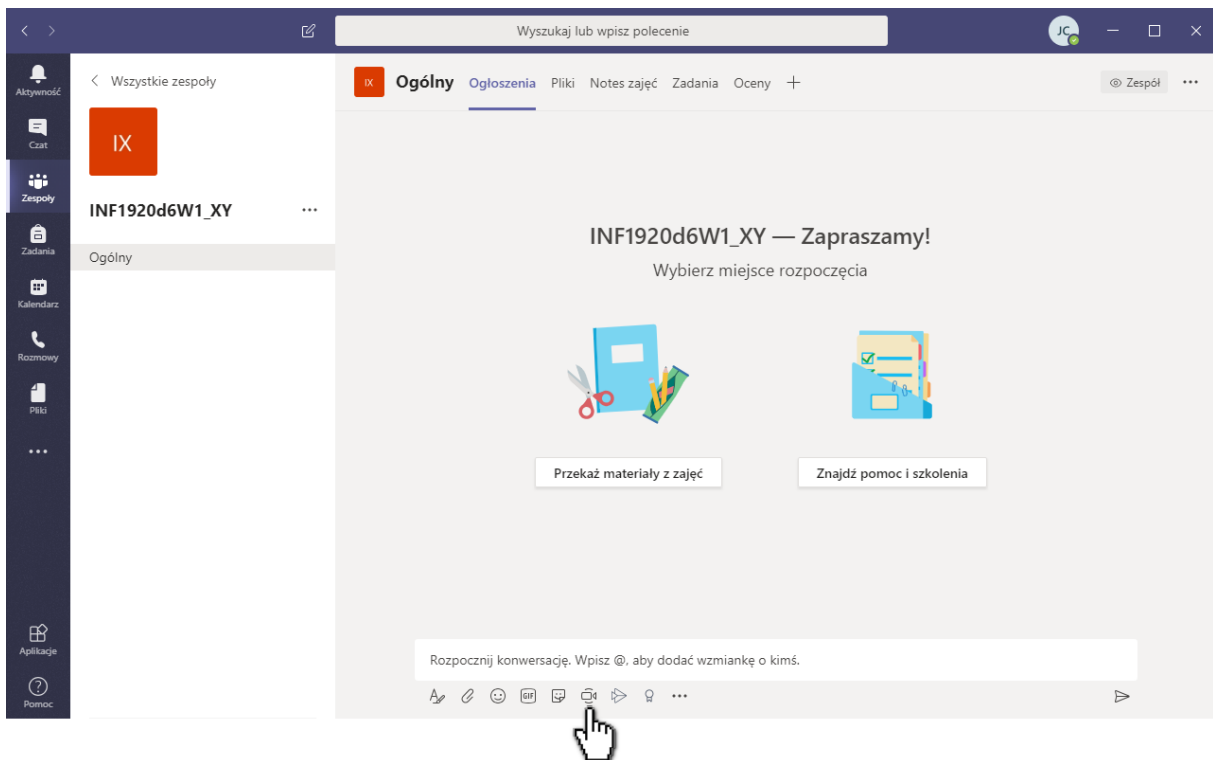 Wyszukaj lub wpisz polecenie
JC
Aktywność
Czat
Zespoły
Zadania
Kalendarz
Rozmowy
Pliki
Aplikacje
Pomoc
Wszystkie zespoły
IX
INF1920d6W1_XY
Ogólny
IX Ogólny Ogłoszenia Pliki Notes zajęć Zadania Oceny
Zespół
INF1920d6W1_XY — Zapraszamy!
Wybierz miejsce rozpoczęcia
Przekaż materiały z zajęć
Znajdź pomoc i szkolenia
Rozpocznij konwersację. Wpisz @, aby dodać wzmiankę o kimś.
GIF